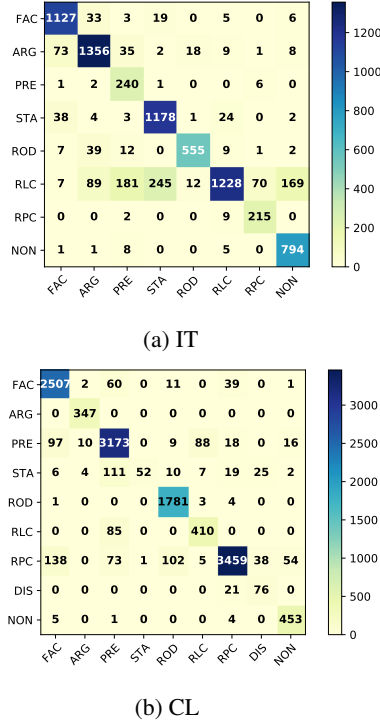 FAC 1127 33 3 19 0 5 0 6
ARG 73 1356 35 2 18 9 1 8
PRE 1 2 240 1 0 0 6 0
STA 38 4 3 1178 1 24 0 2
ROD 7 39 12 0 555 9 1 2
RLC 7 89 181 245 12 1228 70 169
RPC 0 0 2 0 0 9 215 0
NON 1 1 8 0 0 5 0 794
FAC ARG PRE STA ROD RLC RPC NON
1200
1000
800
600
400
200
0
(a) IT
FAC 2507 2 60 0 11 0 39 0 1
ARG 0 347 0 0 0 0 0 0 0
PRE 97 10 3173 0 9 88 18 0 16
STA 6 4 111 52 10 7 19 25 2
ROD 1 0 0 0 1781 3 4 0 0
RLC 0 0 85 0 0 410 0 0 0
RPC 138 0 73 1 102 5 3459 38 54
DIS 0 0 0 0 0 0 21 76 0
NON 5 0 1 0 0 0 4 0 453
FAC ARG PRE STA ROD RLC RPC DIS NON
3000
2500
2000
1500
1000
500
0
(b) CL